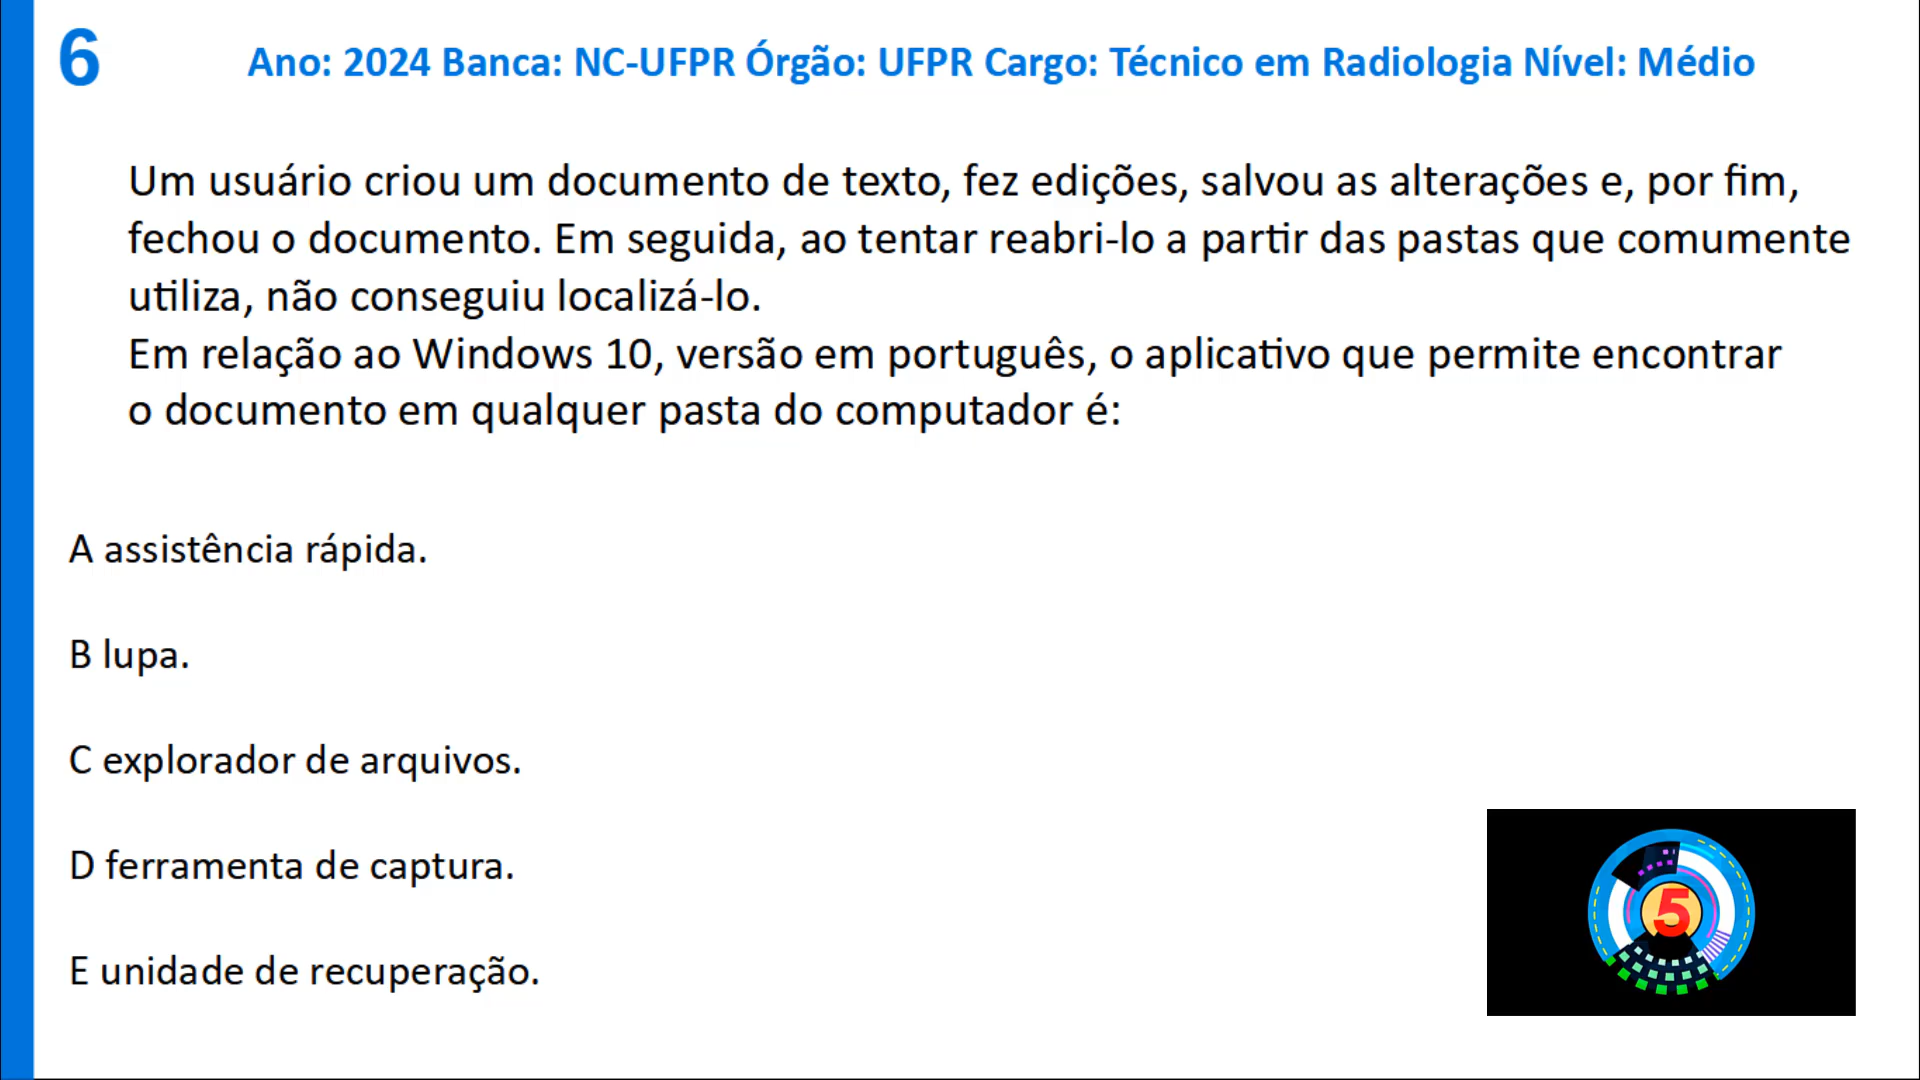 6
Ano: 2024 Banca: NC-UFPR Órgão: UFPR Cargo: Técnico em Radiologia Nível: Médio
Um usuário criou um documento de texto, fez edições, salvou as alterações e, por fim,
fechou o documento. Em seguida, ao tentar reabri-lo a partir das pastas que comumente
utiliza, não conseguiu localizá-lo.
Em relação ao Windows 10, versão em português, o aplicativo que permite encontrar
o documento em qualquer pasta do computador é:
A assistência rápida.
B lupa.
C explorador de arquivos.
D ferramenta de captura.
E unidade de recuperação.
5